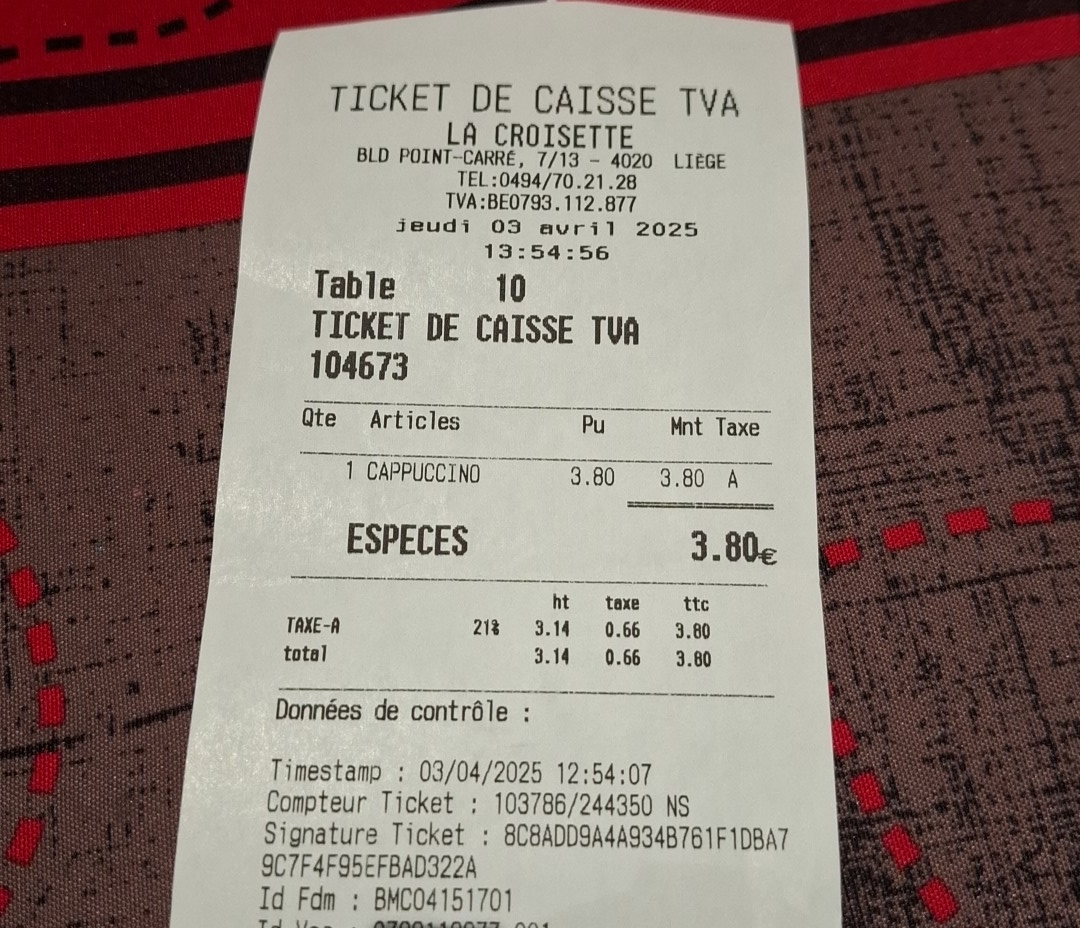 TICKET DE CAISSE TVA
LA CROISETTE
BLD POINT-CARRÉ, 7/13 - 4020 LIÈGE
TEL:0494/70.21.28
TVA:BE0793.112.877
jeudi 03 avril 2025
13:54:56
Table 10
TICKET DE CAISSE TVA
104673
Qte Articles Pu Mnt Taxe
1 CAPPUCCINO 3.80 3.80 A
ESPECES 3.80€
ht taxe ttc
TAXE-A 21% 3.14 0.66 3.80
total 3.14 0.66 3.80
Données de contrôle :
Timestamp : 03/04/2025 12:54:07
Compteur Ticket : 103786/244350 NS
Signature Ticket : 8C8ADD9A4A934B761F1DBA7
9C7F4F95EFBAD322A
Id Fdm : BMC04151701